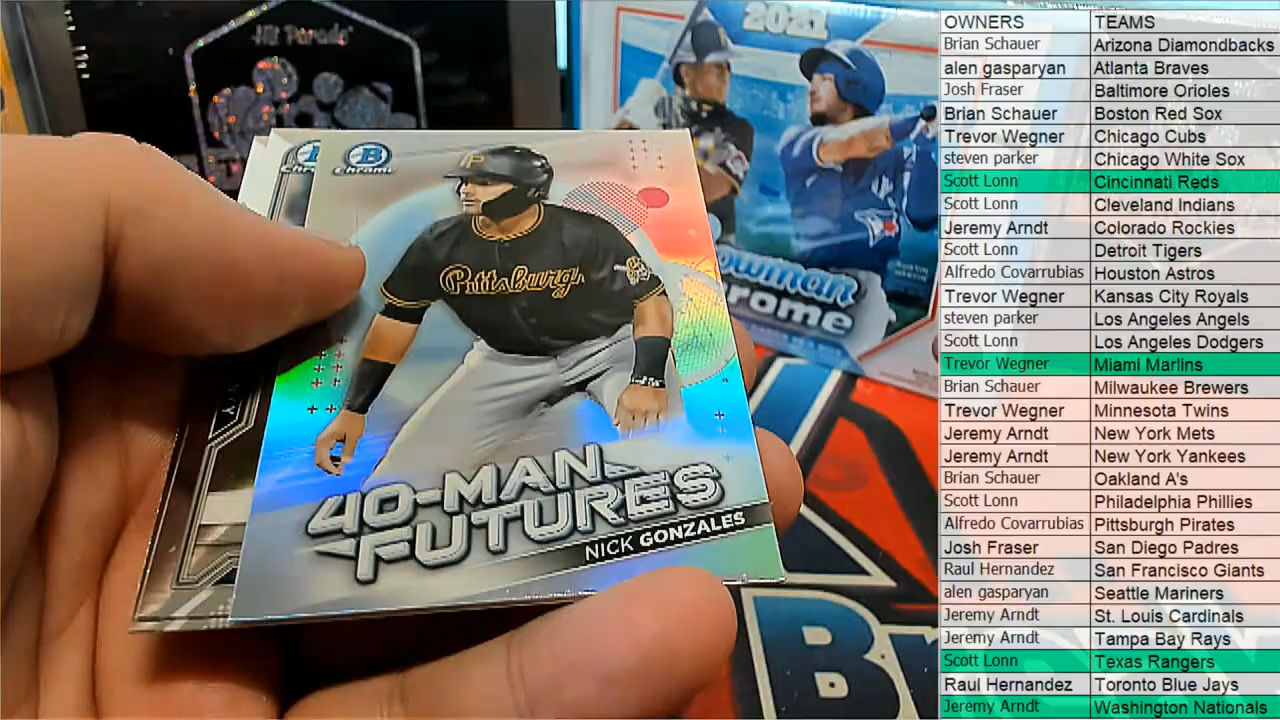 Hit Parade
2021
Bowman
Chrome
B
Chrome
P
Pittsburgh
40-MAN
FUTURES
NICK GONZALES
OWNERS TEAMS
Brian Schauer Arizona Diamondbacks
alen gasparyan Atlanta Braves
Josh Fraser Baltimore Orioles
Brian Schauer Boston Red Sox
Trevor Wegner Chicago Cubs
steven parker Chicago White Sox
Scott Lonn Cincinnati Reds
Scott Lonn Cleveland Indians
Jeremy Arndt Colorado Rockies
Scott Lonn Detroit Tigers
Alfredo Covarrubias Houston Astros
Trevor Wegner Kansas City Royals
steven parker Los Angeles Angels
Scott Lonn Los Angeles Dodgers
Trevor Wegner Miami Marlins
Brian Schauer Milwaukee Brewers
Trevor Wegner Minnesota Twins
Jeremy Arndt New York Mets
Jeremy Arndt New York Yankees
Brian Schauer Oakland A's
Scott Lonn Philadelphia Phillies
Alfredo Covarrubias Pittsburgh Pirates
Josh Fraser San Diego Padres
Raul Hernandez San Francisco Giants
alen gasparyan Seattle Mariners
Jeremy Arndt St. Louis Cardinals
Jeremy Arndt Tampa Bay Rays
Scott Lonn Texas Rangers
Raul Hernandez Toronto Blue Jays
Jeremy Arndt Washington Nationals